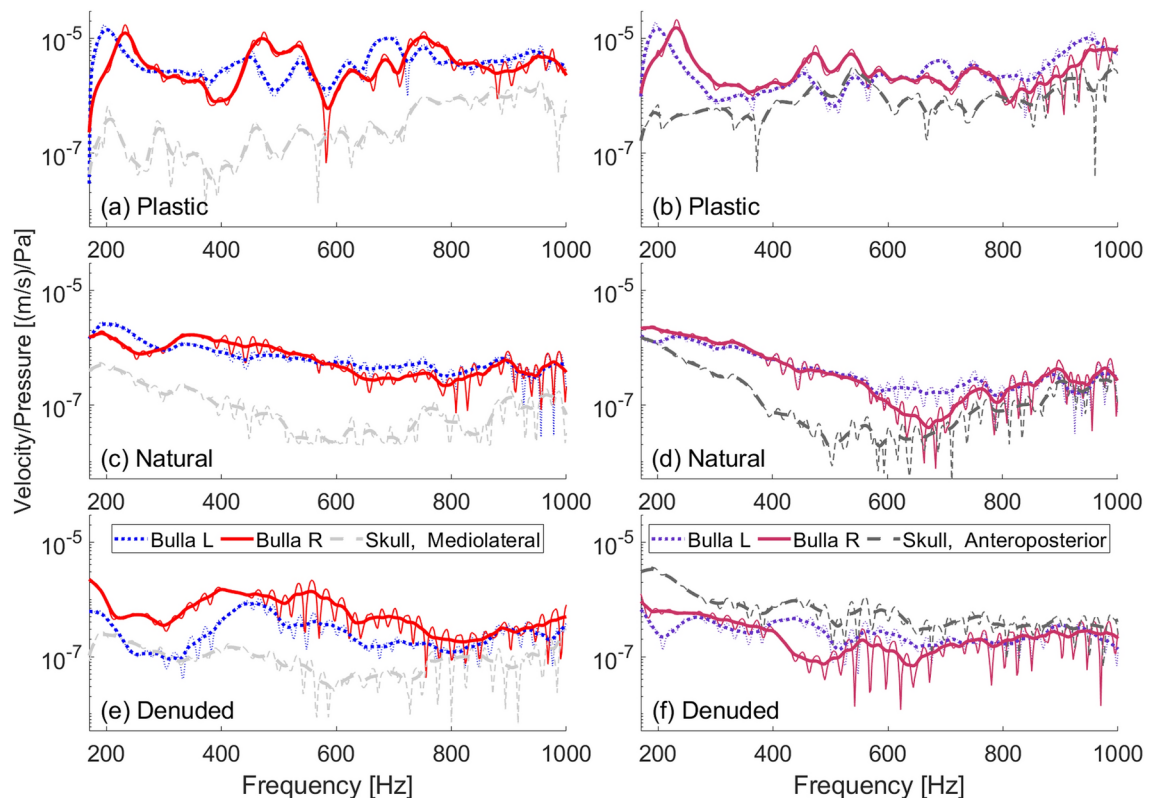 Velocity/Pressure [(m/s)/Pa]
10-5
10-7
(a) Plastic
200 400 600 800 1000
10-5
10-7
(b) Plastic
200 400 600 800 1000
10-5
10-7
(c) Natural
200 400 600 800 1000
10-5
10-7
(d) Natural
200 400 600 800 1000
10-5
10-7
Bulla L Bulla R Skull, Mediolateral
(e) Denuded
200 400 600 800 1000
Frequency [Hz]
10-5
10-7
Bulla L Bulla R Skull, Anteroposterior
(f) Denuded
200 400 600 800 1000
Frequency [Hz]